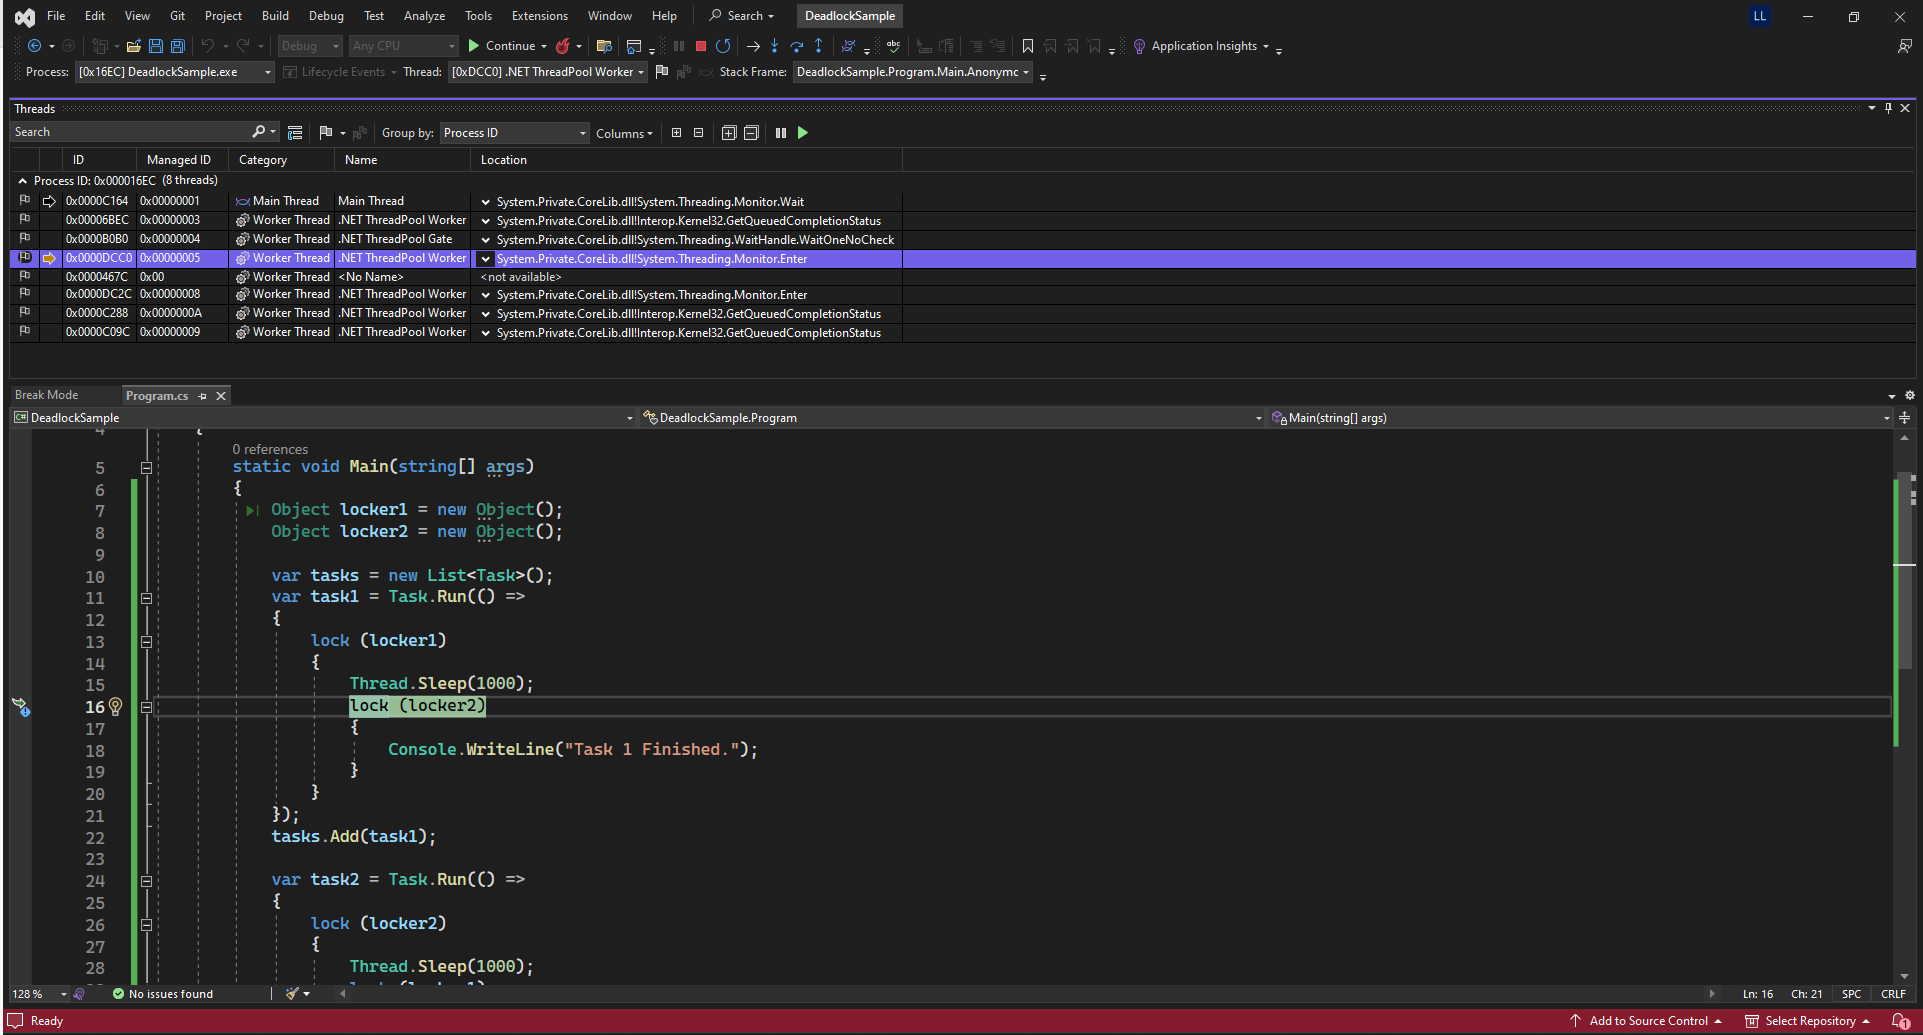 File Edit View Git Project Build Debug Test Analyze Tools Extensions Window Help Search DeadlockSample LL
Debug Any CPU Continue abc Application Insights
Process: [0x16EC] DeadlockSample.exe Lifecycle Events Thread: [0xDCC0] .NET ThreadPool Worker Stack Frame: DeadlockSample.Program.Main.Anonymc
Threads
Search Group by: Process ID Columns
ID Managed ID Category Name Location
Process ID: 0x000016EC (8 threads)
0x0000C164 0x00000001 Main Thread Main Thread System.Private.CoreLib.dll!System.Threading.Monitor.Wait
0x00006BEC 0x00000003 Worker Thread .NET ThreadPool Worker System.Private.CoreLib.dll!Interop.Kernel32.GetQueuedCompletionStatus
0x0000B0B0 0x00000004 Worker Thread .NET ThreadPool Gate System.Private.CoreLib.dll!System.Threading.WaitHandle.WaitOneNoCheck
0x0000DCC0 0x00000005 Worker Thread .NET ThreadPool Worker System.Private.CoreLib.dll!System.Threading.Monitor.Enter
0x0000467C 0x00 Worker Thread <No Name> <not available>
0x0000DC2C 0x00000008 Worker Thread .NET ThreadPool Worker System.Private.CoreLib.dll!System.Threading.Monitor.Enter
0x0000C288 0x0000000A Worker Thread .NET ThreadPool Worker System.Private.CoreLib.dll!Interop.Kernel32.GetQueuedCompletionStatus
0x0000C09C 0x00000009 Worker Thread .NET ThreadPool Worker System.Private.CoreLib.dll!Interop.Kernel32.GetQueuedCompletionStatus
Break Mode Program.cs
C# DeadlockSample DeadlockSample.Program Main(string[] args)
4 {
0 references
5 static void Main(string[] args)
6 {
7 Object locker1 = new Object();
8 Object locker2 = new Object();
9
10 var tasks = new List<Task>();
11 var task1 = Task.Run(() =>
12 {
13 lock (locker1)
14 {
15 Thread.Sleep(1000);
16 lock (locker2)
17 {
18 Console.WriteLine("Task 1 Finished.");
19 }
20 }
21 });
22 tasks.Add(task1);
23
24 var task2 = Task.Run(() =>
25 {
26 lock (locker2)
27 {
28 Thread.Sleep(1000);
128 % No issues found Ln: 16 Ch: 21 SPC CRLF
Ready Add to Source Control Select Repository 1